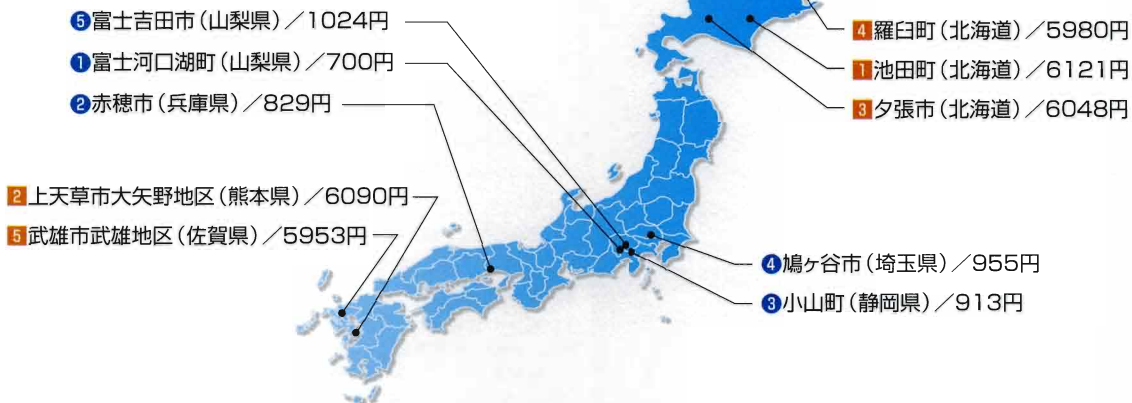 ❺富士吉田市(山梨県)/1024円
❶富士河口湖町(山梨県)/700円
❷赤穂市(兵庫県)/829円
4羅臼町(北海道)/5980円
1池田町(北海道)/6121円
3夕張市(北海道)/6048円
2上天草市大矢野地区(熊本県)/6090円
5武雄市武雄地区(佐賀県)/5953円
❹鳩ヶ谷市(埼玉県)/955円
❸小山町(静岡県)/913円